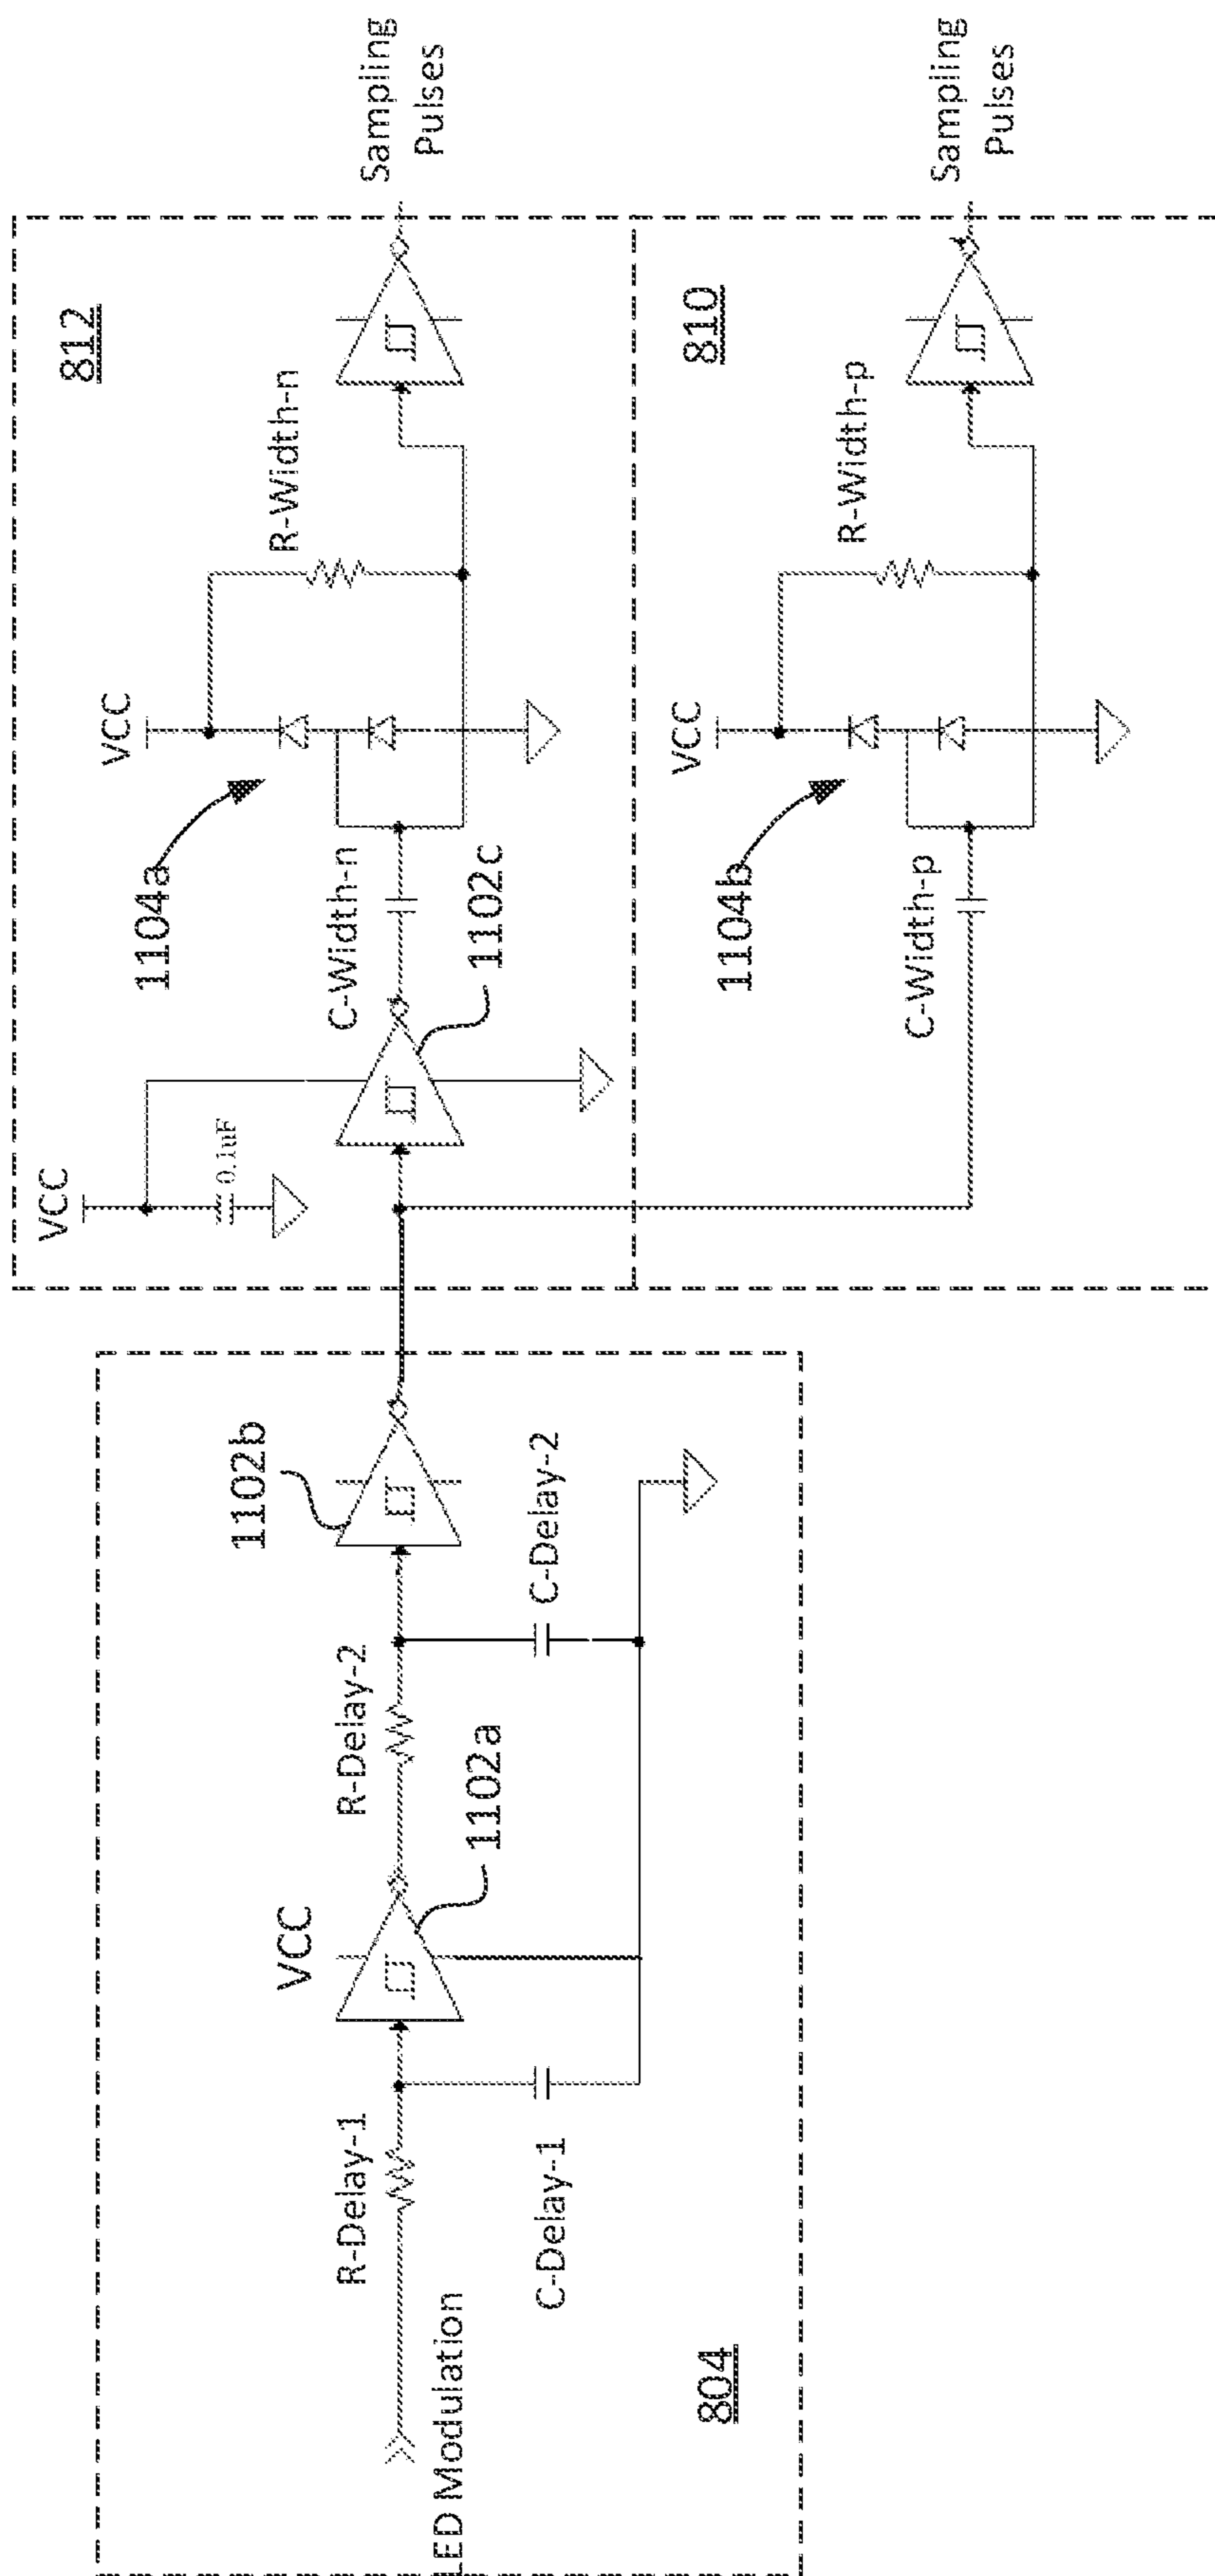 LED Modulation
R-Delay-1
C-Delay-1
VCC
1102a
R-Delay-2
C-Delay-2
1102b
804
VCC
0.1uF
1102c
C-Width-n
1104a
VCC
R-Width-n
812
Sampling
Pulses
C-Width-p
1104b
VCC
R-Width-p
810
Sampling
Pulses